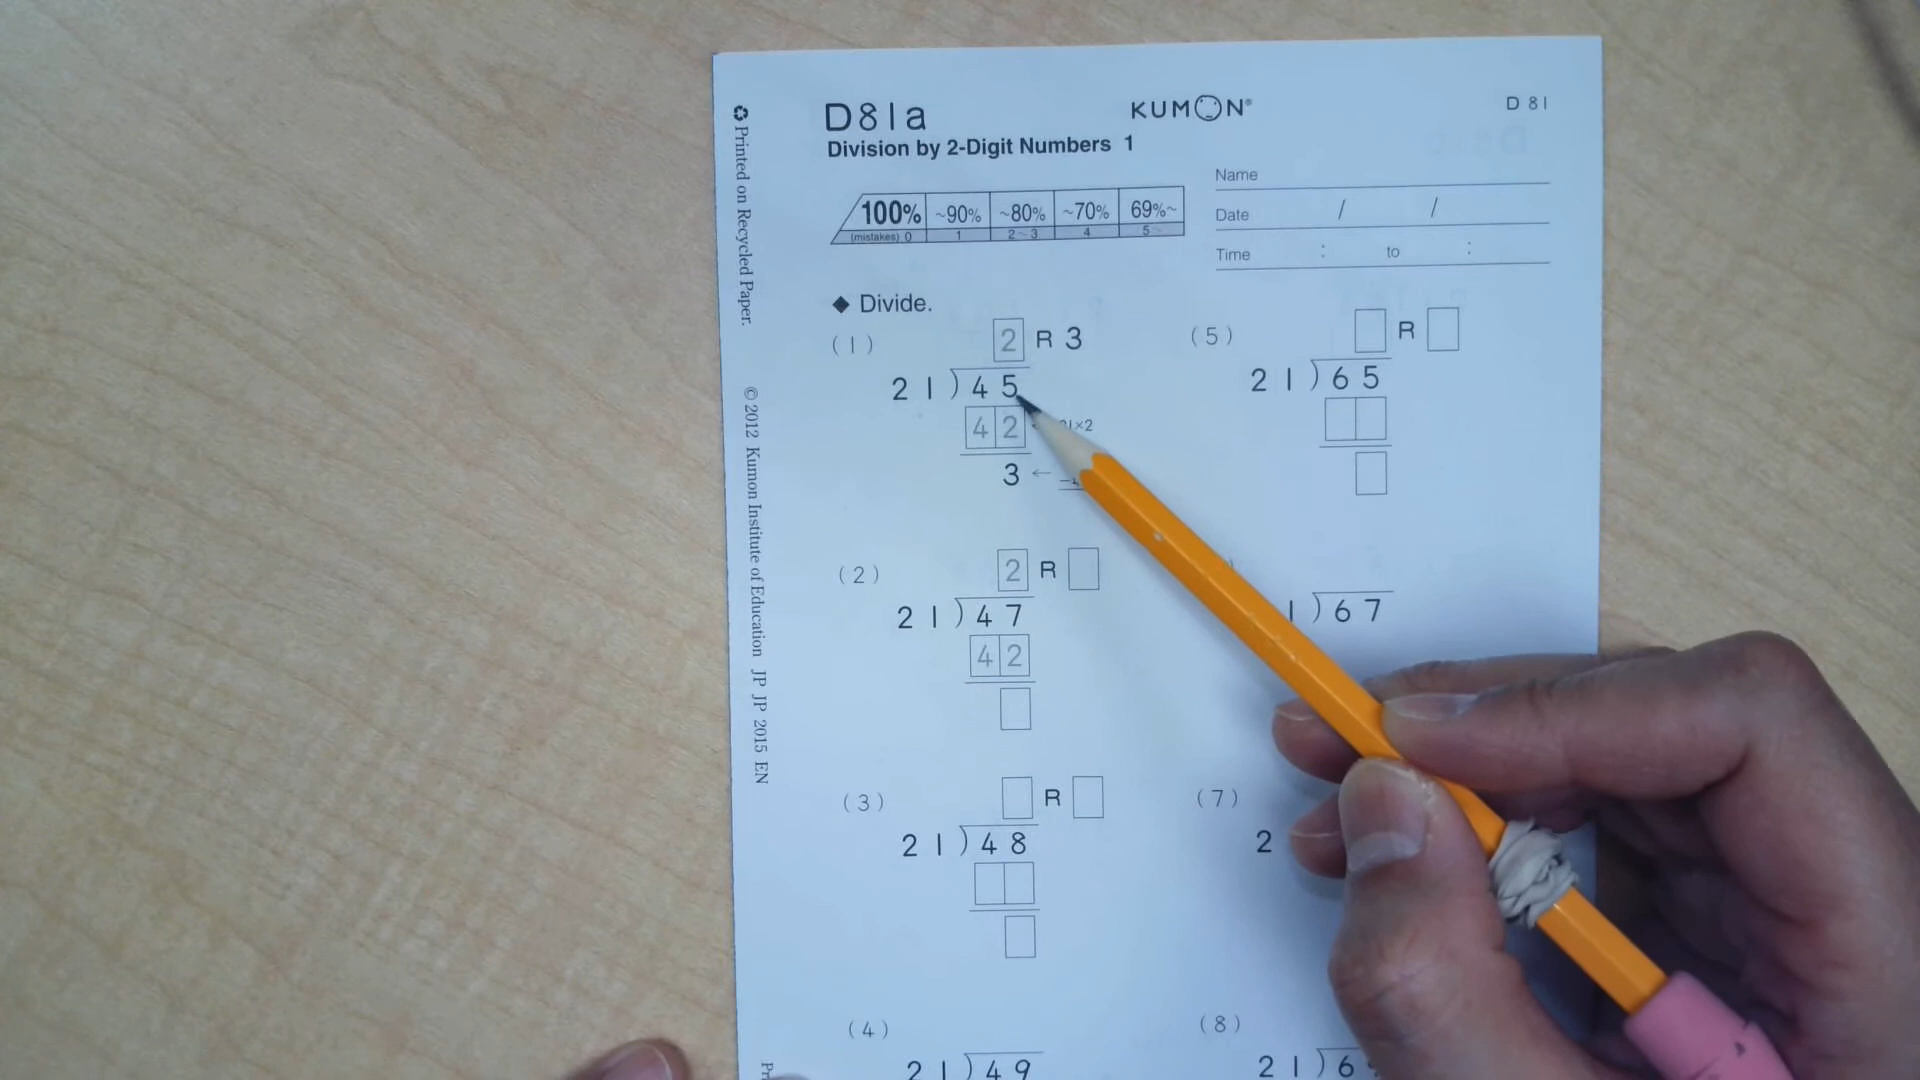 D81a
KUMON®
D 81
Division by 2-Digit Numbers 1
100% ~90% ~80% ~70% 69%~
(mistakes) 0 1 2~3 4 5~
Name
Date / /
Time : to :
◆ Divide.
(1)
2 R 3
21)45
42 ×2
3 ←
(2)
2 R
21)47
42
(3)
R
21)48
(4)
21)49
(5)
R
21)65
1)67
(7)
2
(8)
21)6
Printed on Recycled Paper.
© 2012 Kumon Institute of Education JP JP 2015 EN